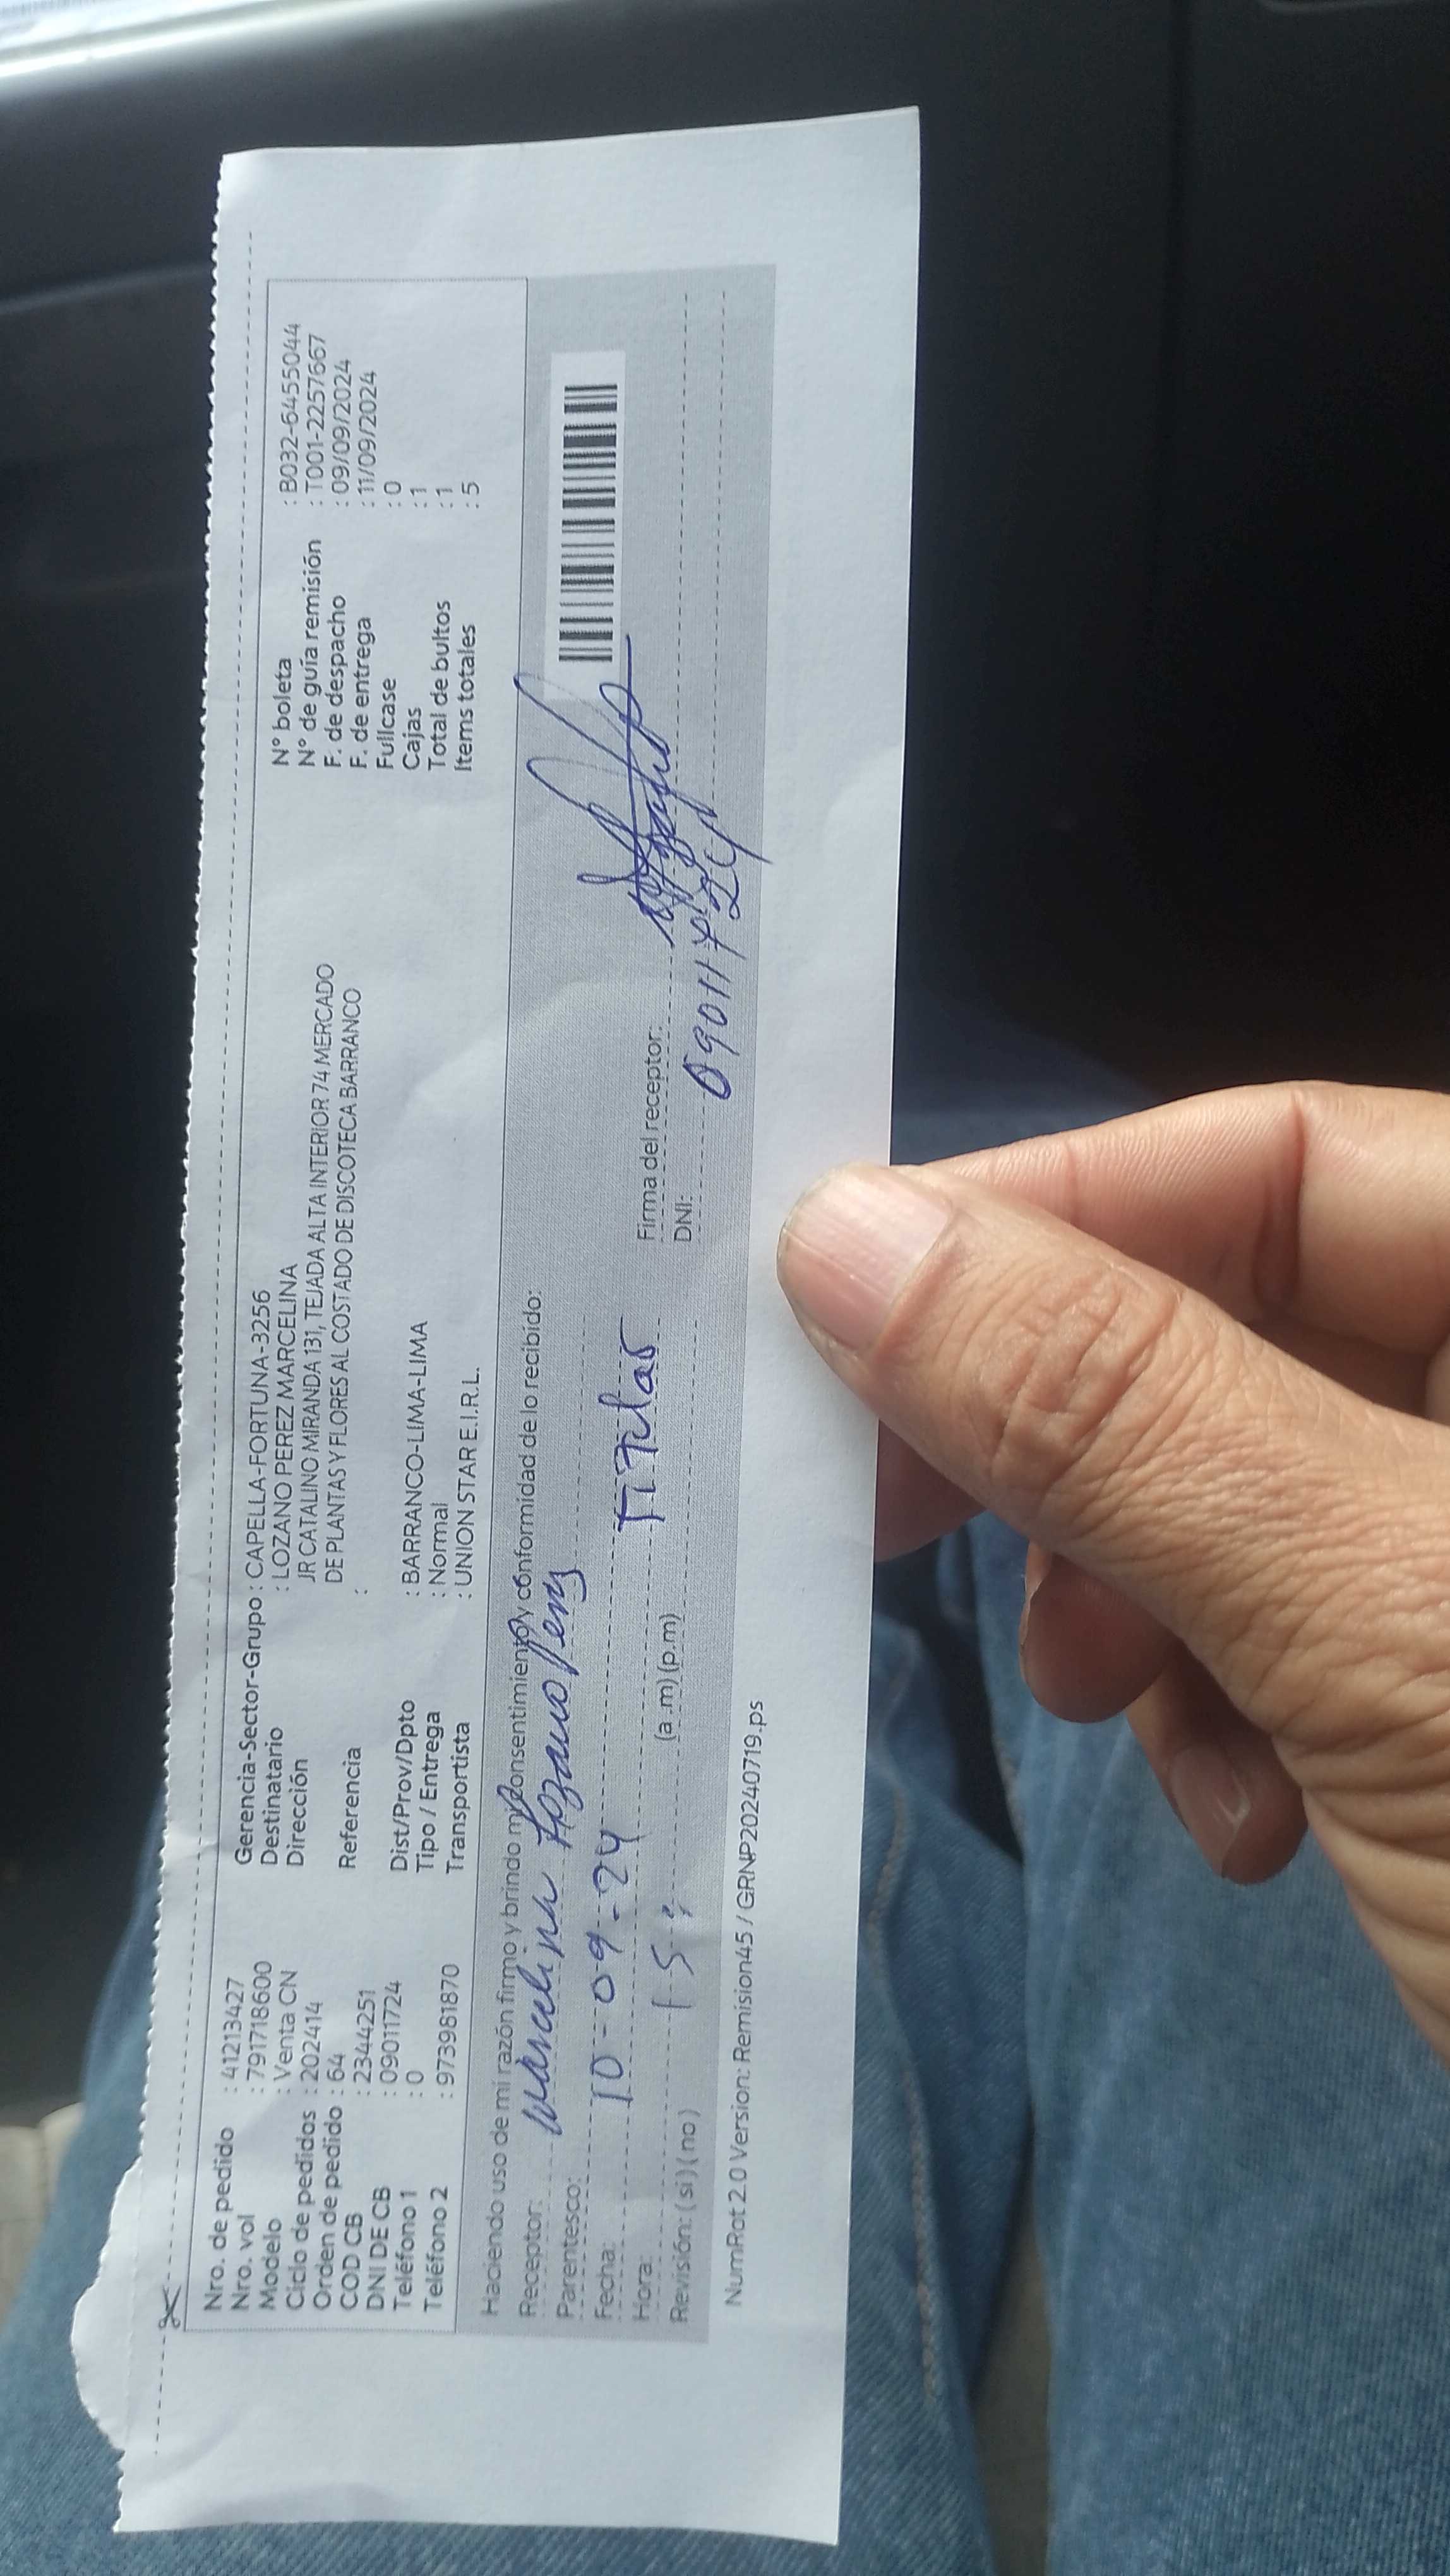 Nro. de pedido : 41213427
Nro. vol : 791718600
Modelo : Venta CN
Ciclo de pedidos : 202414
Orden de pedido : 64
COD CB : 2344251
DNI DE CB : 09011724
Teléfono 1 : 0
Teléfono 2 : 973981870
Gerencia-Sector-Grupo : CAPELLA-FORTUNA-3256
Destinatario : LOZANO PEREZ MARCELINA
Dirección JR CATALINO MIRANDA 131, TEJADA ALTA INTERIOR 74 MERCADO
DE PLANTAS Y FLORES AL COSTADO DE DISCOTECA BARRANCO
Referencia :
Dist/Prov/Dpto : BARRANCO-LIMA-LIMA
Tipo / Entrega : Normal
Transportista : UNION STAR E.I.R.L.
N° boleta : B032-6455044
N° de guía remisión : T001-2257667
F. de despacho : 09/09/2024
F. de entrega : 11/09/2024
Fullcase : 0
Cajas : 1
Total de bultos : 1
Items totales : 5
Haciendo uso de mi razón firmo y brindo mi consentimiento y conformidad de lo recibido:
Receptor: Marcelina Lozano Perez
Parentesco: Titular
Fecha: 10-09-24
Hora: 15: (a .m) (p.m)
Revisión: ( si ) ( no )
Firma del receptor:
DNI: 09011724
NumRot 2.0 Version: Remision45 / GRNP20240719.ps